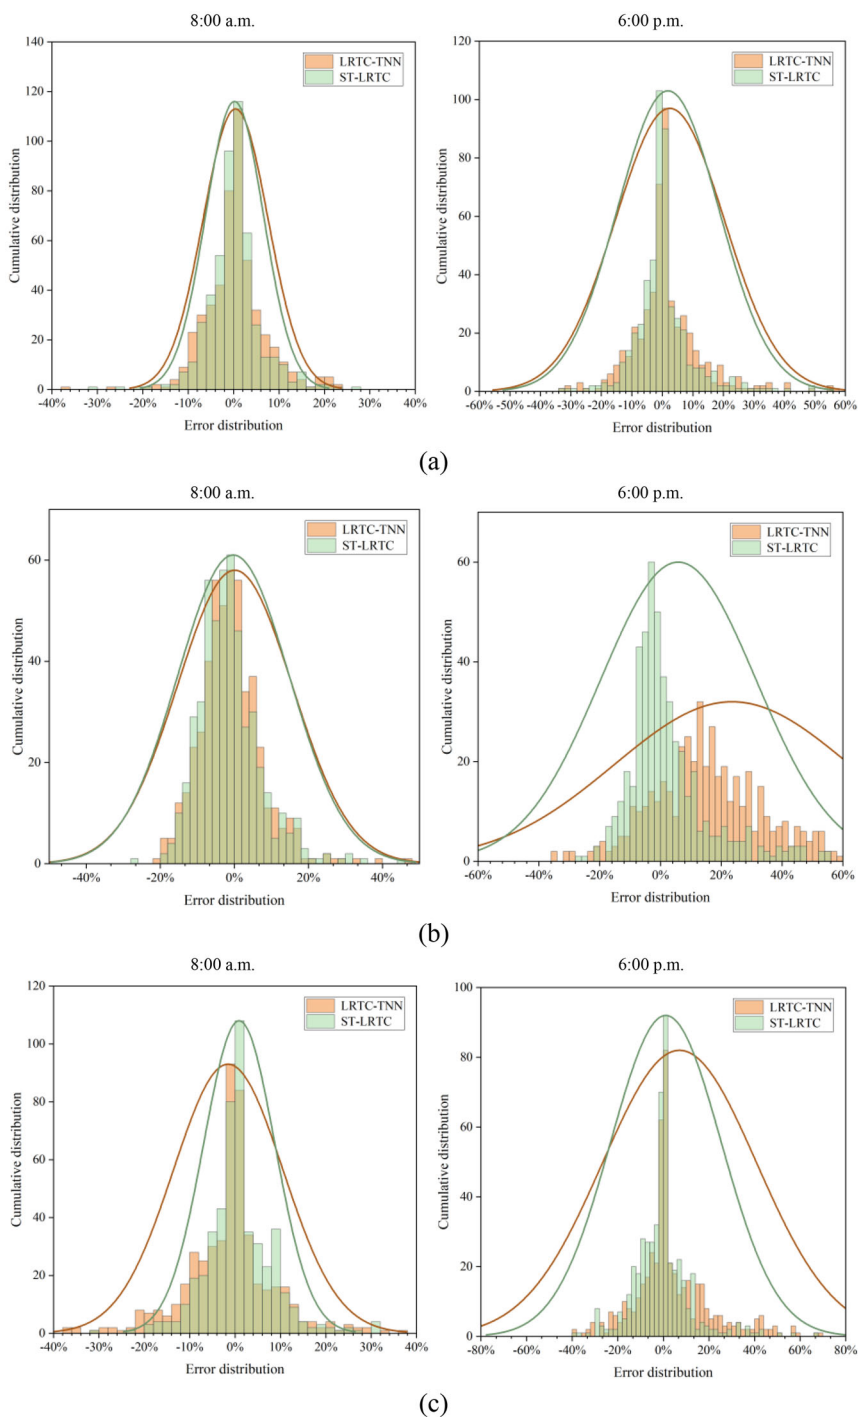 8:00 a.m.
6:00 p.m.
140
120
100
80
60
40
20
0
Cumulative distribution
LRTC-TNN
ST-LRTC
-40% -30% -20% -10% 0% 10% 20% 30% 40%
Error distribution
120
100
80
60
40
20
0
Cumulative distribution
LRTC-TNN
ST-LRTC
-60% -50% -40% -30% -20% -10% 0% 10% 20% 30% 40% 50% 60%
Error distribution
(a)
8:00 a.m.
6:00 p.m.
60
40
20
0
Cumulative distribution
LRTC-TNN
ST-LRTC
-40% -20% 0% 20% 40%
Error distribution
60
40
20
0
Cumulative distribution
LRTC-TNN
ST-LRTC
-60% -40% -20% 0% 20% 40% 60%
Error distribution
(b)
8:00 a.m.
6:00 p.m.
120
100
80
60
40
20
0
Cumulative distribution
LRTC-TNN
ST-LRTC
-40% -30% -20% -10% 0% 10% 20% 30% 40%
Error distribution
100
80
60
40
20
0
Cumulative distribution
LRTC-TNN
ST-LRTC
-80% -60% -40% -20% 0% 20% 40% 60% 80%
Error distribution
(c)